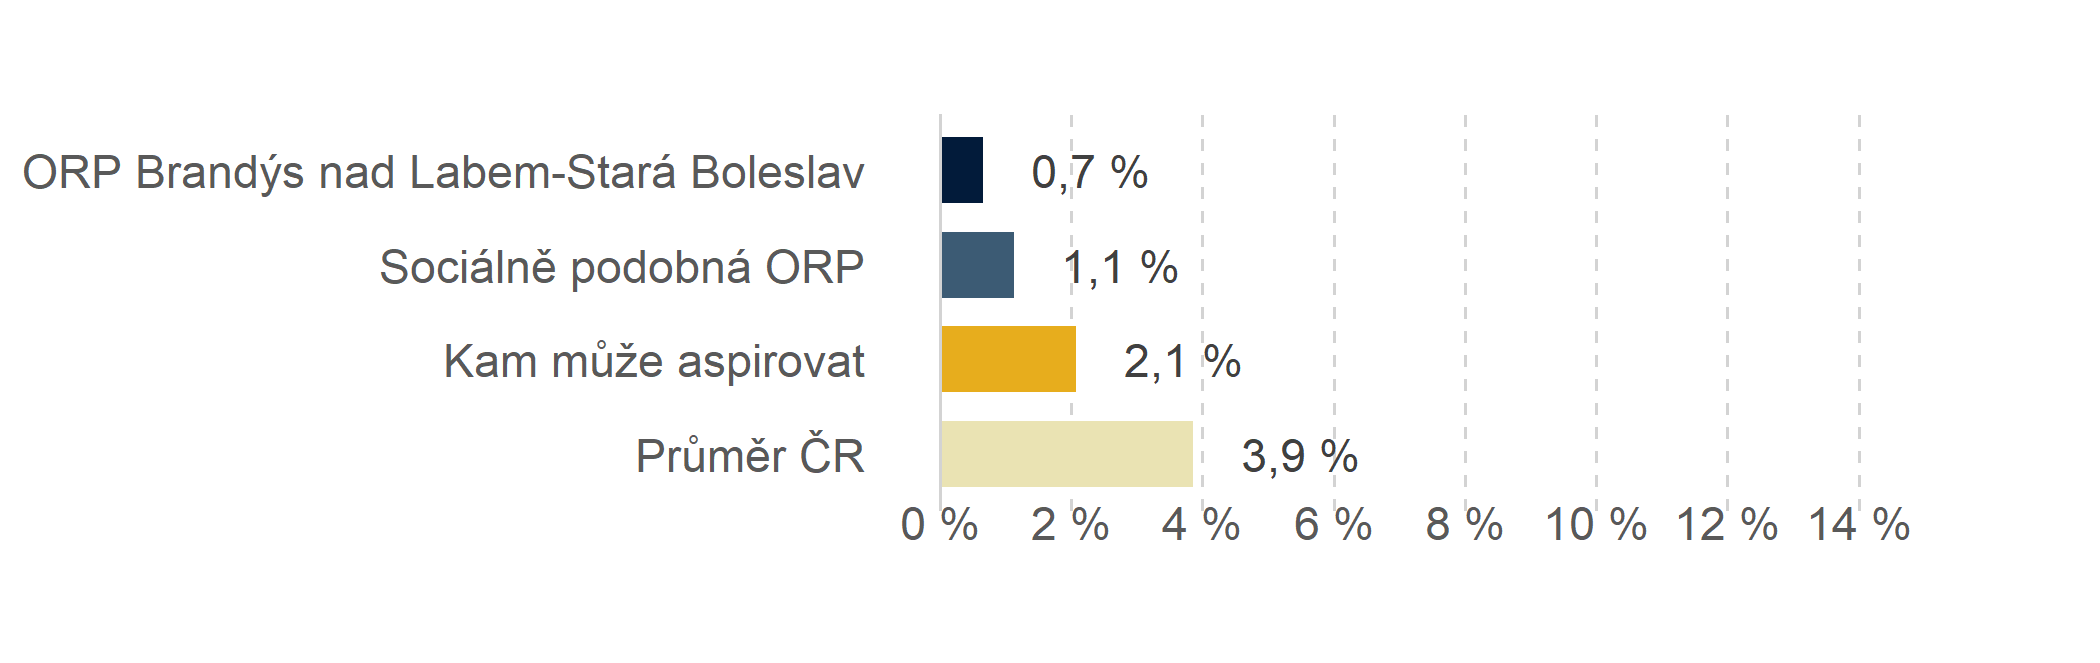 ORP Brandýs nad Labem-Stará Boleslav 0,7 %
Sociálně podobná ORP 1,1 %
Kam může aspirovat 2,1 %
Průměr ČR 3,9 %
0 % 2 % 4 % 6 % 8 % 10 % 12 % 14 %